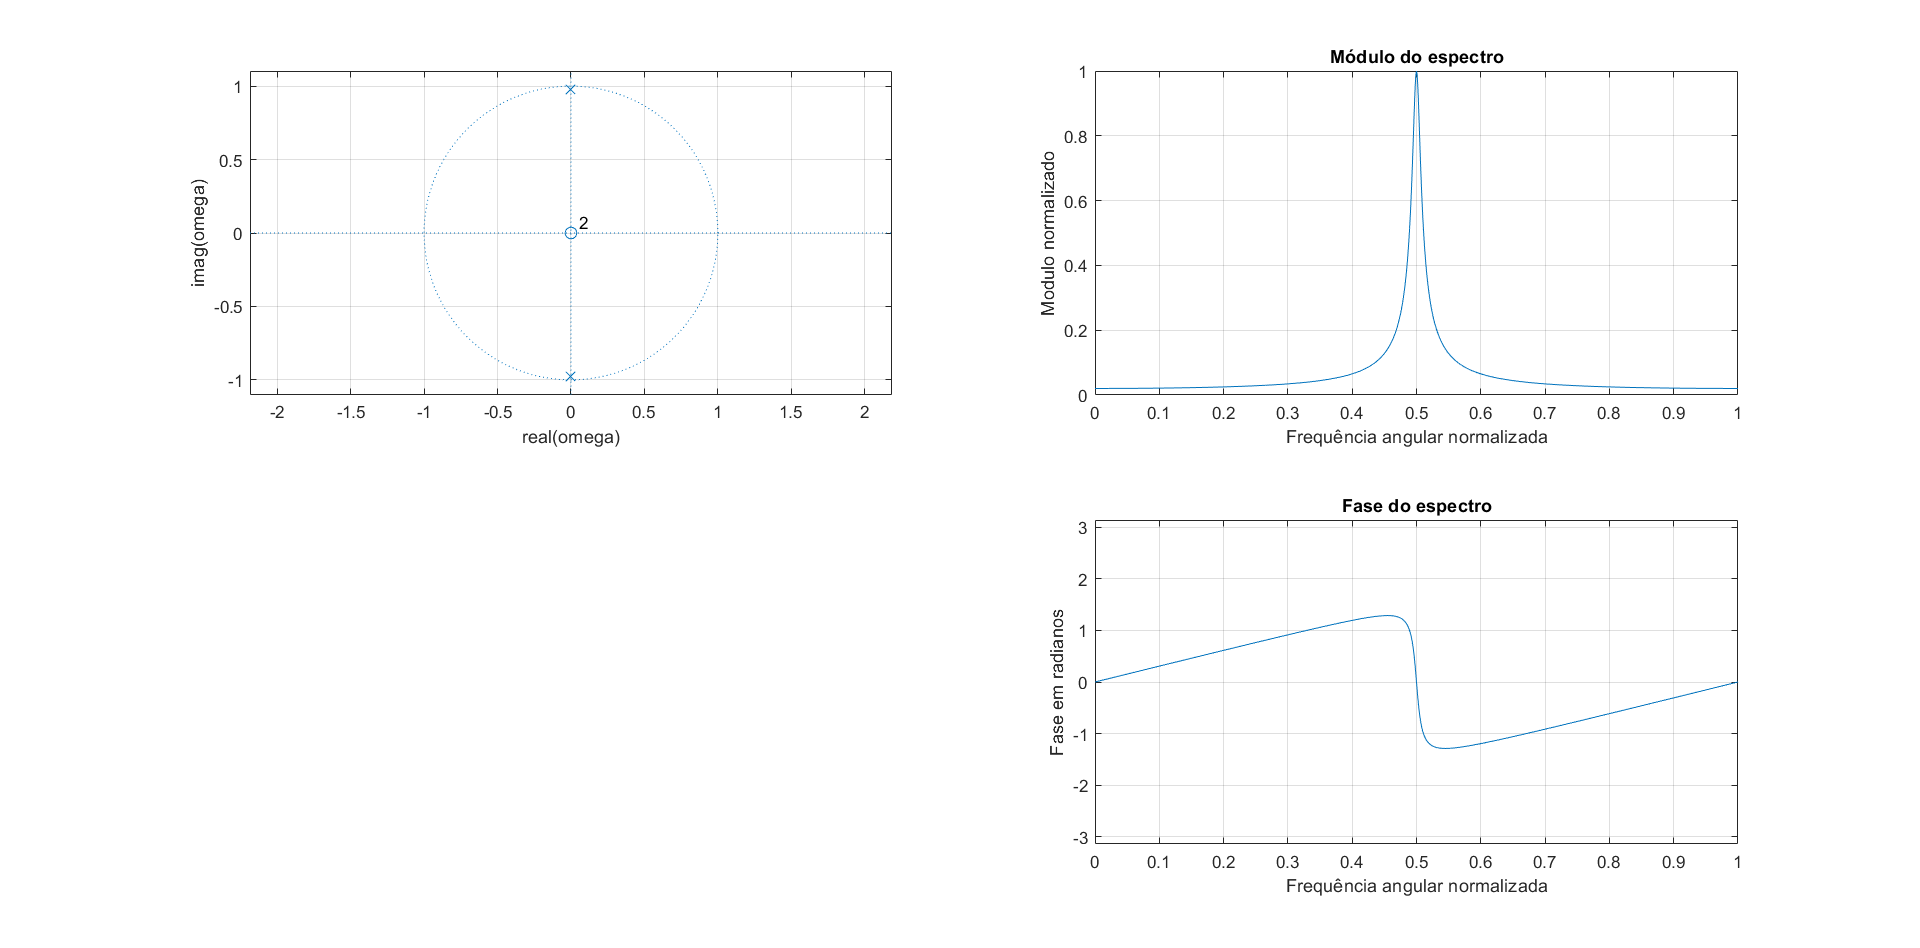 1
0.5
0
-0.5
-1
imag(omega)
2
-2 -1.5 -1 -0.5 0 0.5 1 1.5 2
real(omega)
Módulo do espectro
1
0.8
0.6
0.4
0.2
0
Modulo normalizado
0 0.1 0.2 0.3 0.4 0.5 0.6 0.7 0.8 0.9 1
Frequência angular normalizada
Fase do espectro
3
2
1
0
-1
-2
-3
Fase em radianos
0 0.1 0.2 0.3 0.4 0.5 0.6 0.7 0.8 0.9 1
Frequência angular normalizada